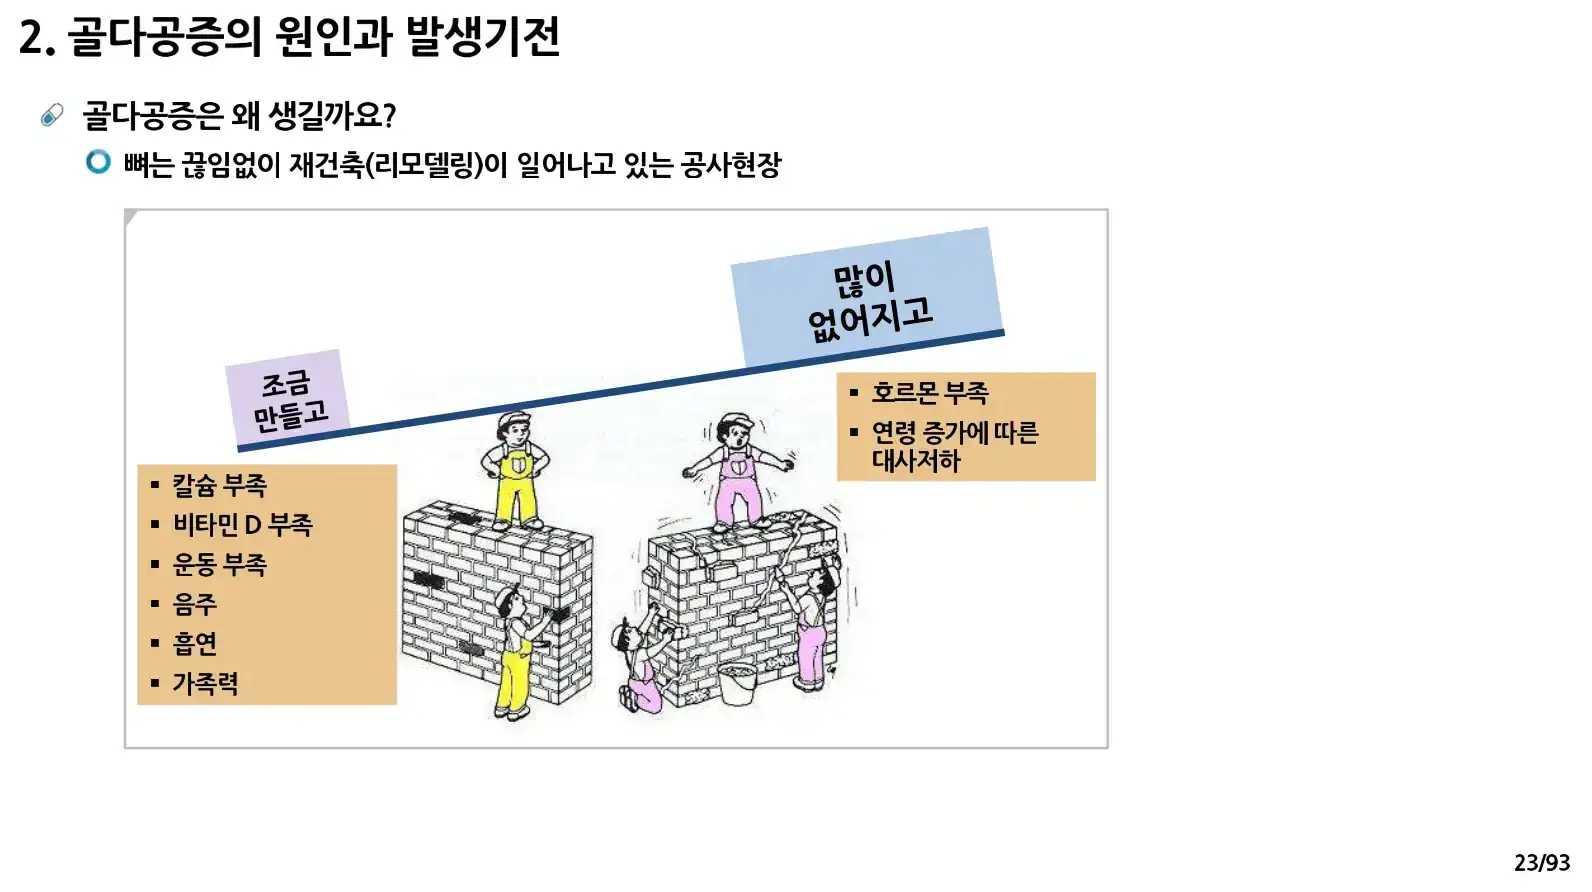 2. 골다공증의 원인과 발생기전
골다공증은 왜 생길까요?
뼈는 끊임없이 재건축(리모델링)이 일어나고 있는 공사현장
많이
없어지고
조금
만들고
▪ 호르몬 부족
▪ 연령 증가에 따른
대사저하
▪ 칼슘 부족
▪ 비타민 D 부족
▪ 운동 부족
▪ 음주
▪ 흡연
▪ 가족력
23/93